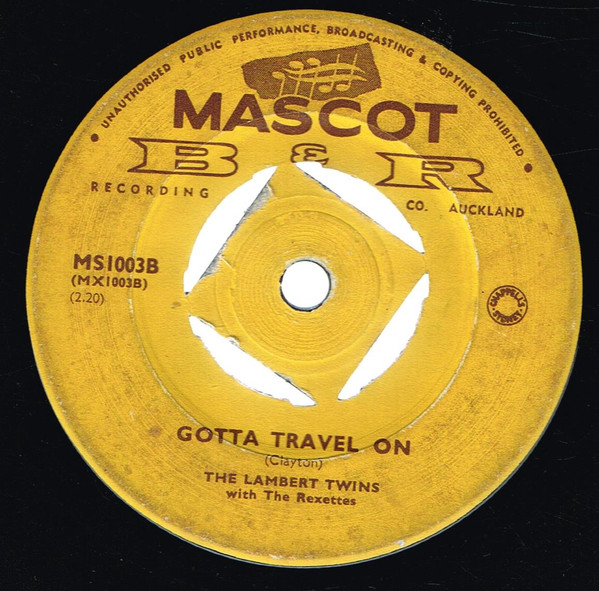 • UNAUTHORISED PUBLIC PERFORMANCE, BROADCASTING & COPYING PROHIBITED •
MASCOT
B & R
RECORDING CO. AUCKLAND
MS1003B
(MX1003B)
(2.20)
CHAPPELL'S
SYDNEY
GOTTA TRAVEL ON
(Clayton)
THE LAMBERT TWINS
with The Rexettes